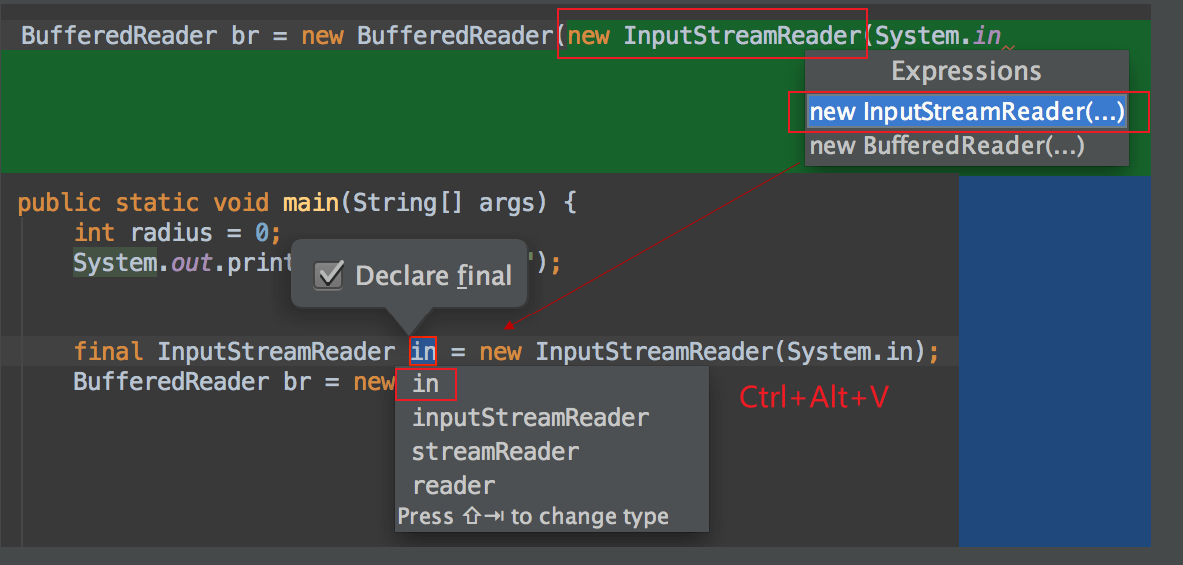 BufferedReader br = new BufferedReader(new InputStreamReader(System.in
Expressions
new InputStreamReader(...)
new BufferedReader(...)
public static void main(String[] args) {
int radius = 0;
System.out.print ");
Declare final
final InputStreamReader in = new InputStreamReader(System.in);
BufferedReader br = new
in
inputStreamReader
streamReader
reader
Press ⇧⇥ to change type
Ctrl+Alt+V